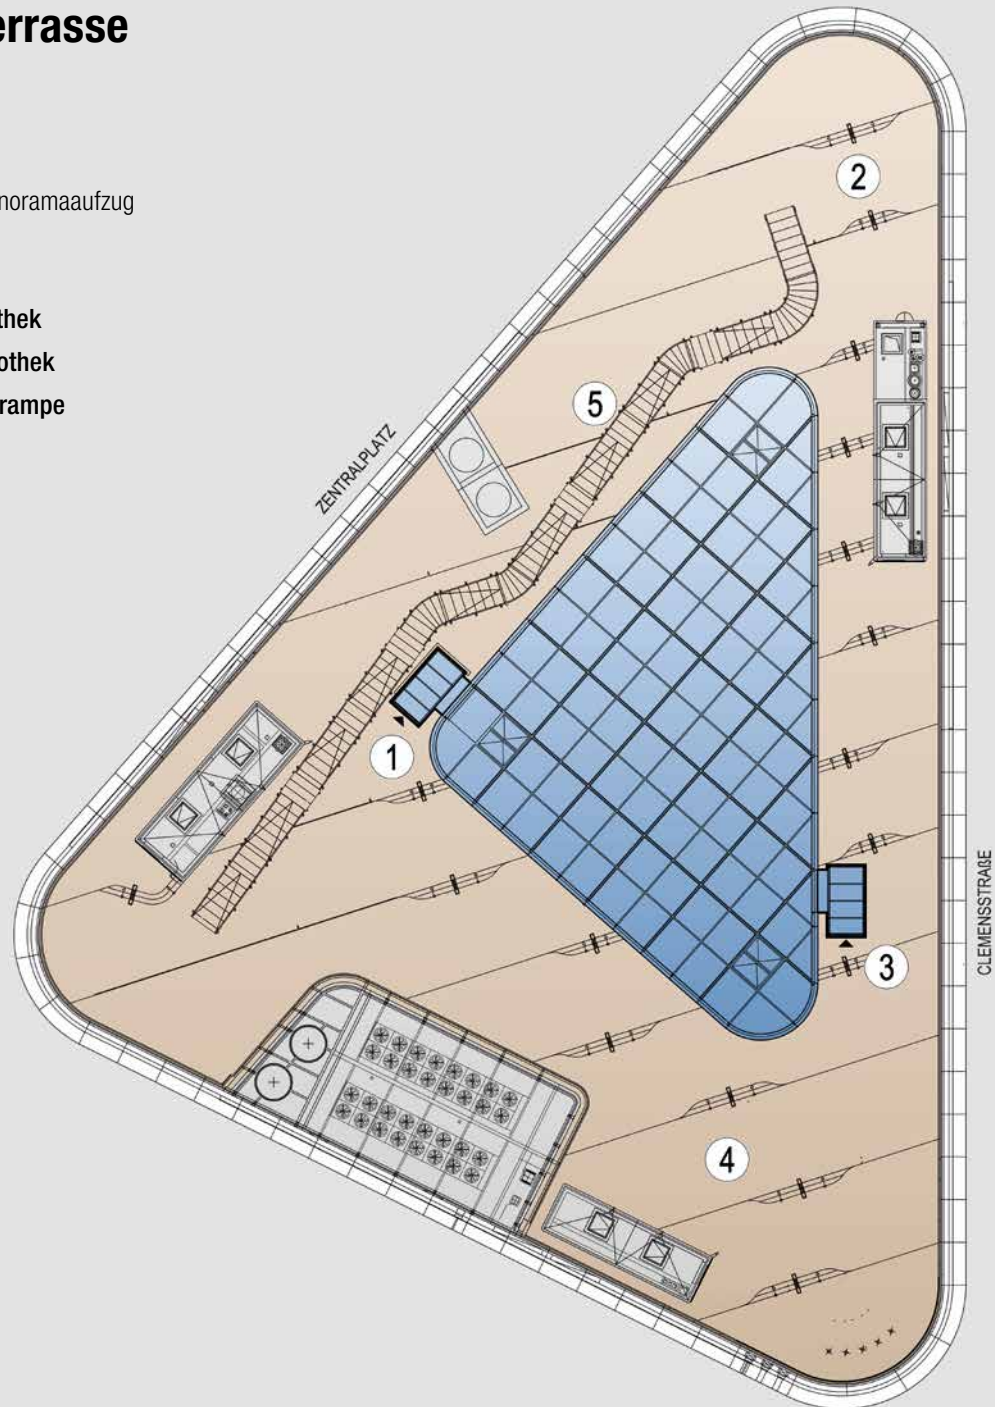 errasse
noramaaufzug
thek
othek
rampe
ZENTRALPLATZ
CLEMENSSTRAßE
2
5
1
3
4